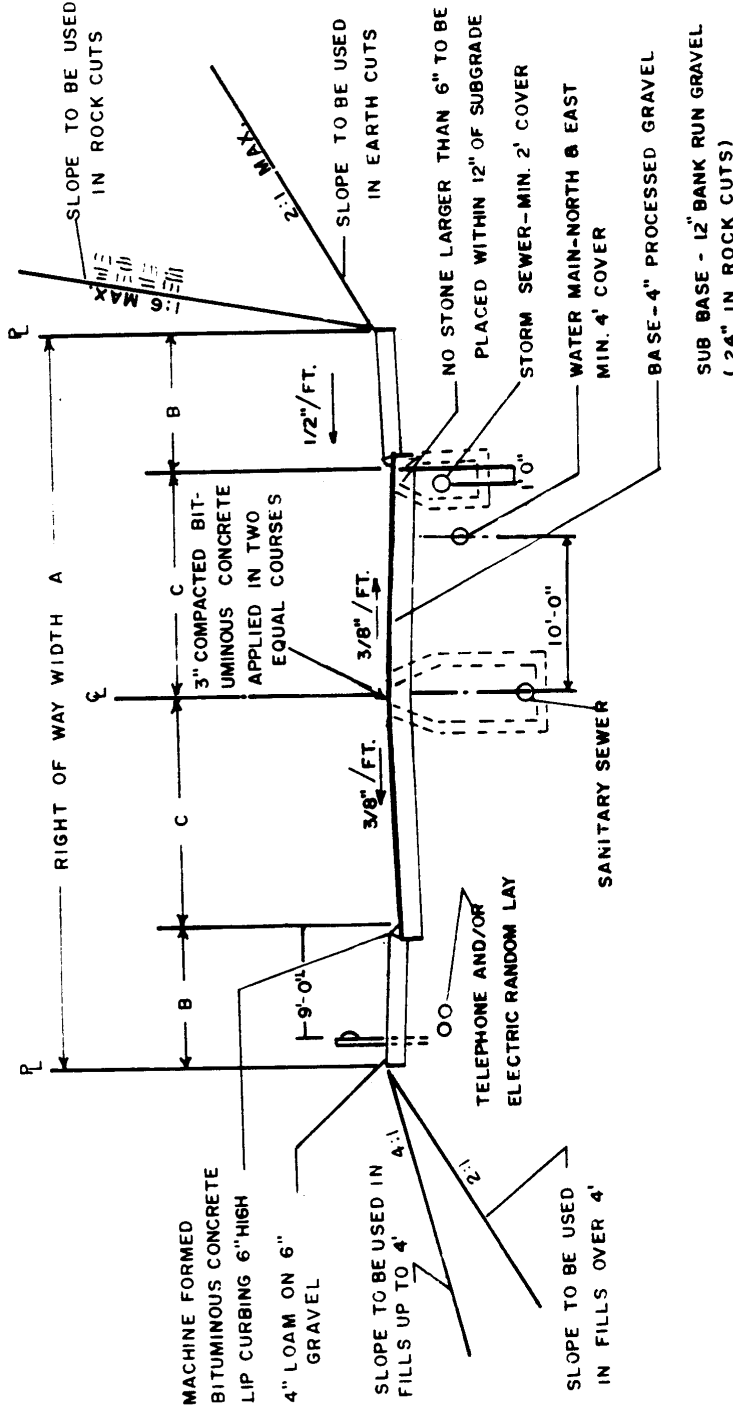 RIGHT OF WAY WIDTH A
PL
PL
CL
B
C
C
B
SLOPE TO BE USED
IN ROCK CUTS
1:6 MAX.
2:1 MAX.
SLOPE TO BE USED
IN EARTH CUTS
MACHINE FORMED
BITUMINOUS CONCRETE
LIP CURBING 6" HIGH
4" LOAM ON 6"
GRAVEL
9'-0"
3" COMPACTED BIT-
UMINOUS CONCRETE
APPLIED IN TWO
EQUAL COURSES
1/2"/FT.
3/8"/FT.
3/8"/FT.
NO STONE LARGER THAN 6" TO BE
PLACED WITHIN 12" OF SUBGRADE
STORM SEWER-MIN. 2' COVER
WATER MAIN-NORTH & EAST
MIN. 4' COVER
BASE-4" PROCESSED GRAVEL
SUB BASE - 12" BANK RUN GRAVEL
(24" IN ROCK CUTS)
10'-0"
SANITARY SEWER
TELEPHONE AND/OR
ELECTRIC RANDOM LAY
4:1
2:1
SLOPE TO BE USED IN
FILLS UP TO 4'
SLOPE TO BE USED
IN FILLS OVER 4'